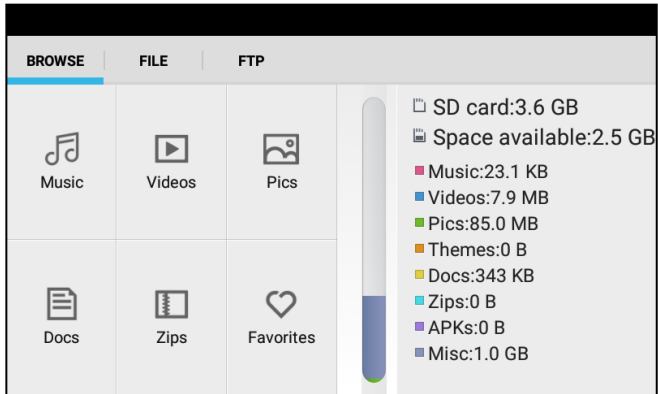 BROWSE FILE FTP
Music Videos Pics
Docs Zips Favorites
SD card:3.6 GB
Space available:2.5 GB
Music:23.1 KB
Videos:7.9 MB
Pics:85.0 MB
Themes:0 B
Docs:343 KB
Zips:0 B
APKs:0 B
Misc:1.0 GB